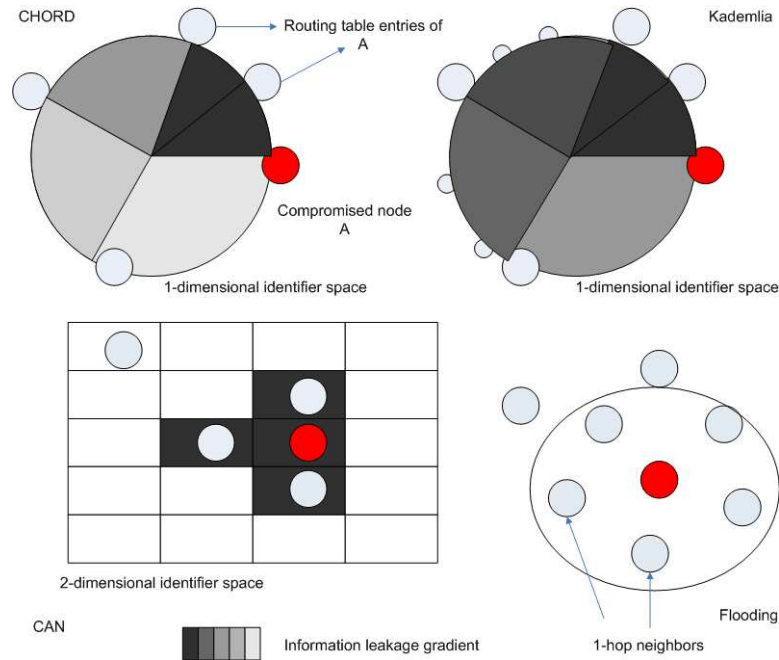 CHORD
Routing table entries of
A
Kademlia
Compromised node
A
1-dimensional identifier space
1-dimensional identifier space
2-dimensional identifier space
CAN
Information leakage gradient
1-hop neighbors
Flooding